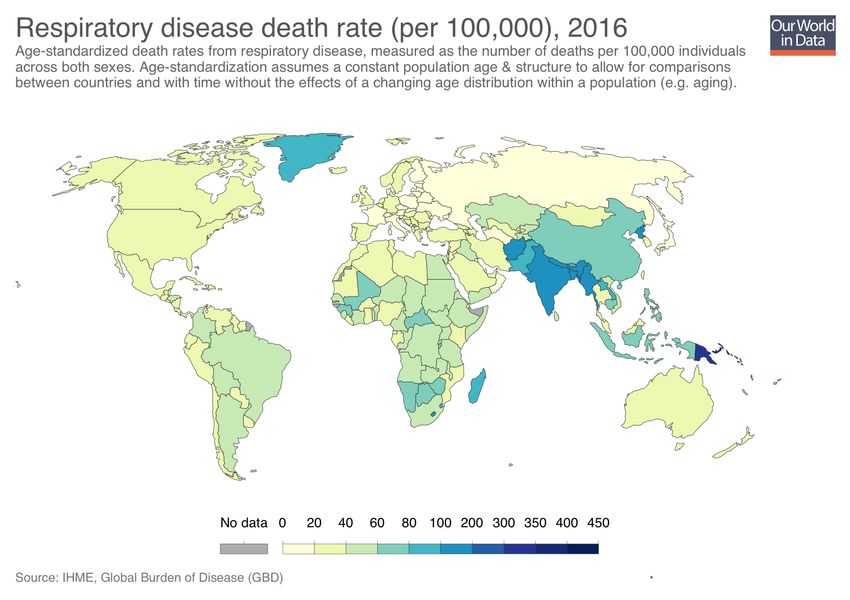 Respiratory disease death rate (per 100,000), 2016
Our World
in Data
Age-standardized death rates from respiratory disease, measured as the number of deaths per 100,000 individuals
across both sexes. Age-standardization assumes a constant population age & structure to allow for comparisons
between countries and with time without the effects of a changing age distribution within a population (e.g. aging).
No data 0 20 40 60 80 100 200 300 350 400 450
Source: IHME, Global Burden of Disease (GBD)